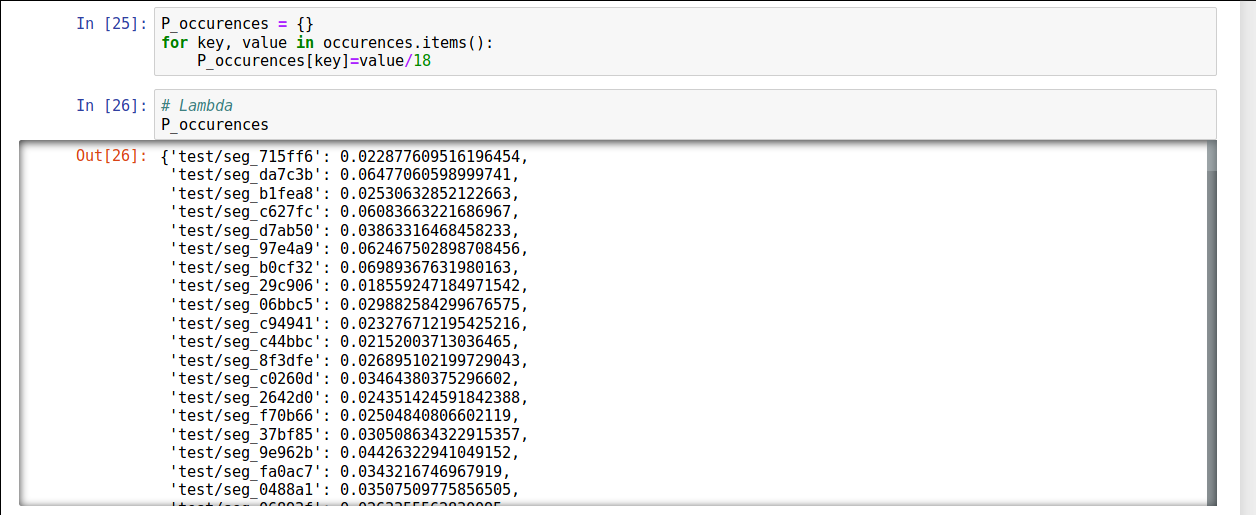 In [25]: P_occurences = {}
for key, value in occurences.items():
    P_occurences[key]=value/18
In [26]: # Lambda
P_occurences
Out[26]: {'test/seg_715ff6': 0.022877609516196454,
'test/seg_da7c3b': 0.06477060598999741,
'test/seg_b1fea8': 0.02530632852122663,
'test/seg_c627fc': 0.06083663221686967,
'test/seg_d7ab50': 0.03863316468458233,
'test/seg_97e4a9': 0.062467502898708456,
'test/seg_b0cf32': 0.06989367631980163,
'test/seg_29c906': 0.018559247184971542,
'test/seg_06bbc5': 0.029882584299676575,
'test/seg_c94941': 0.023276712195425216,
'test/seg_c44bbc': 0.02152003713036465,
'test/seg_8f3dfe': 0.026895102199729043,
'test/seg_c0260d': 0.03464380375296602,
'test/seg_2642d0': 0.024351424591842388,
'test/seg_f70b66': 0.02504840806602119,
'test/seg_37bf85': 0.030508634322915357,
'test/seg_9e962b': 0.04426322941049152,
'test/seg_fa0ac7': 0.0343216746967919,
'test/seg_0488a1': 0.03507509775856505,